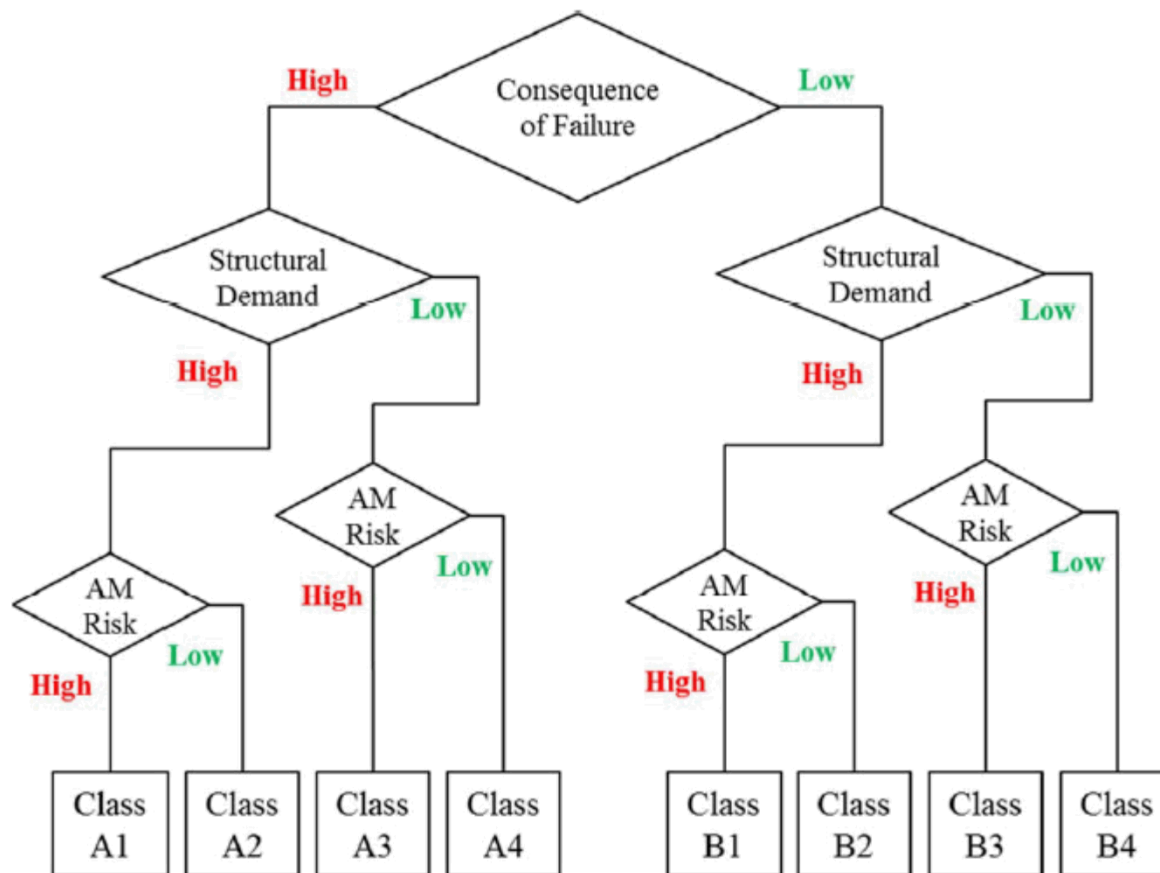 High
Consequence
of Failure
Low
Structural
Demand
Low
High
Structural
Demand
Low
High
AM
Risk
Low
High
AM
Risk
Low
High
AM
Risk
Low
High
AM
Risk
Low
High
Class
A1
Class
A2
Class
A3
Class
A4
Class
B1
Class
B2
Class
B3
Class
B4